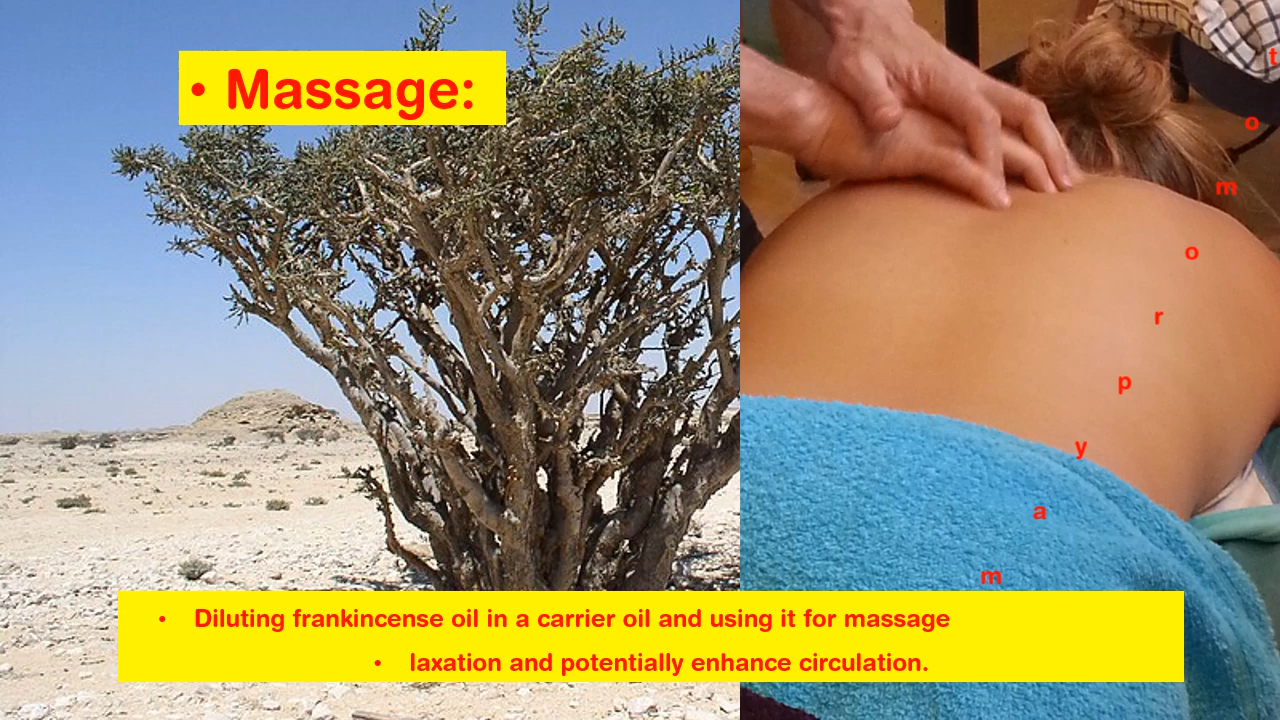 • Massage:
t
o
m
o
r
p
y
a
m
• Diluting frankincense oil in a carrier oil and using it for massage
• laxation and potentially enhance circulation.